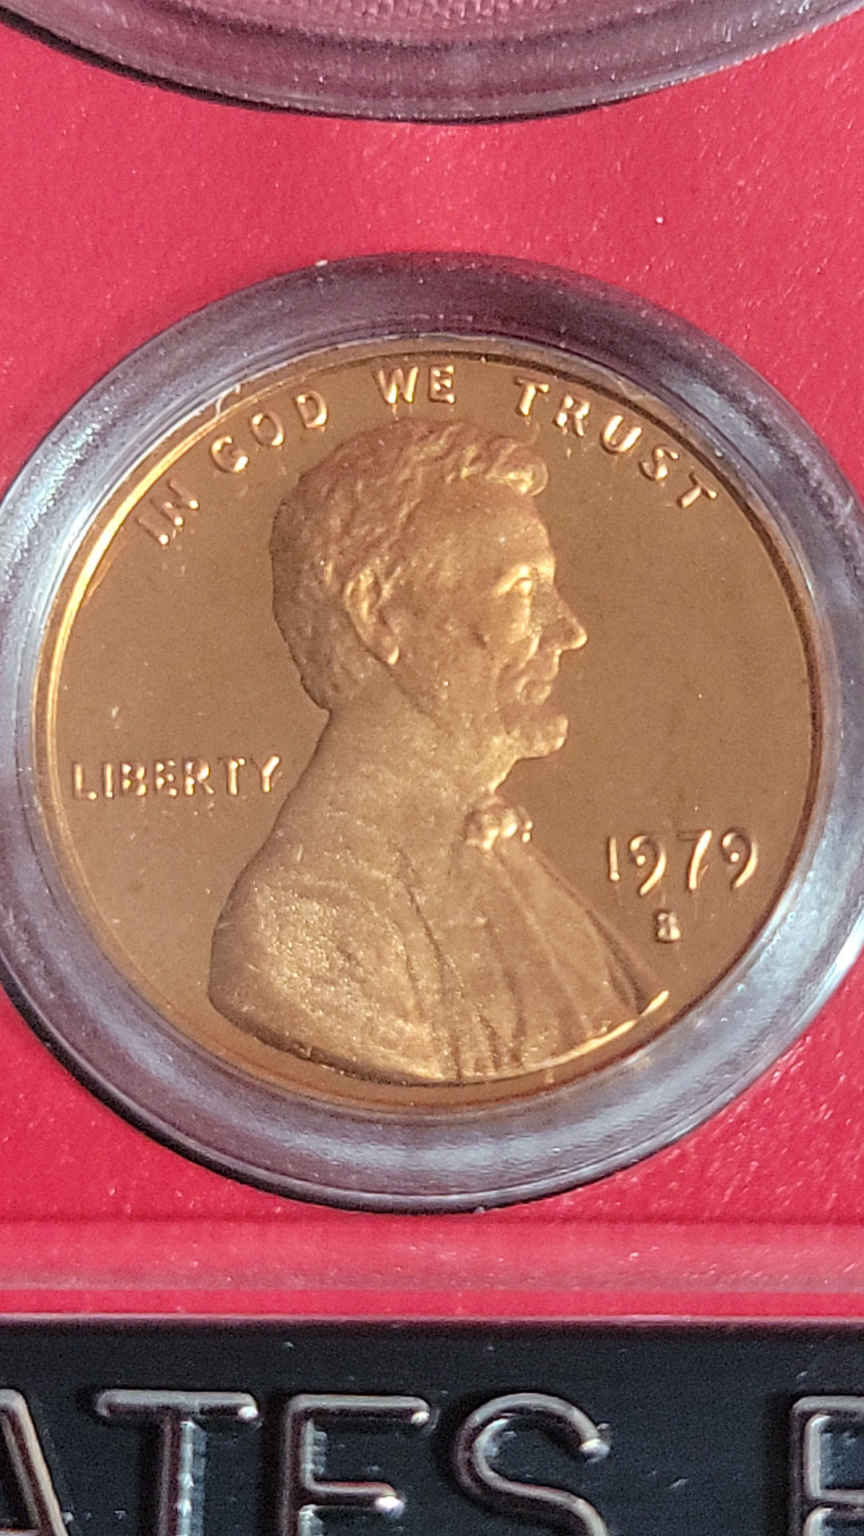 IN GOD WE TRUST
LIBERTY
1979
S
ATES P